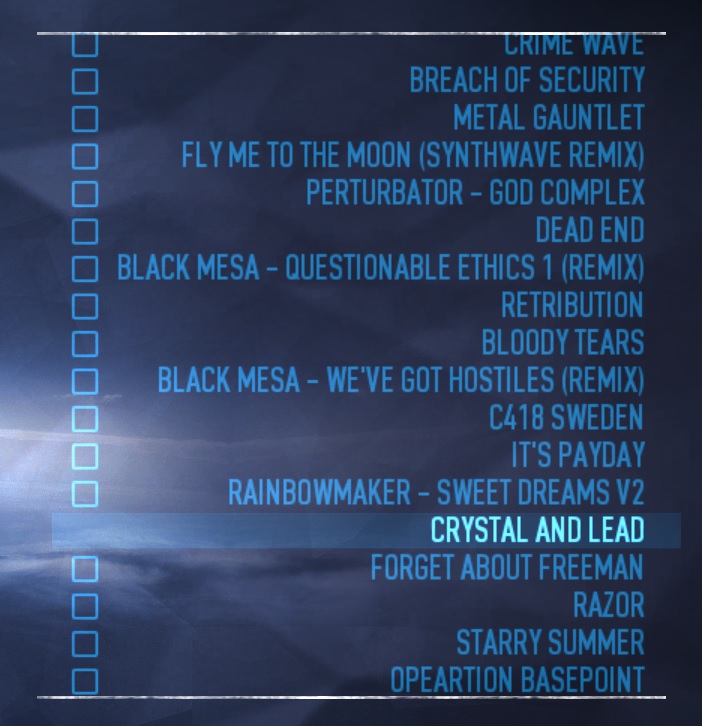 CRIME WAVE
BREACH OF SECURITY
METAL GAUNTLET
FLY ME TO THE MOON (SYNTHWAVE REMIX)
PERTURBATOR - GOD COMPLEX
DEAD END
BLACK MESA - QUESTIONABLE ETHICS 1 (REMIX)
RETRIBUTION
BLOODY TEARS
BLACK MESA - WE'VE GOT HOSTILES (REMIX)
C418 SWEDEN
IT'S PAYDAY
RAINBOWMAKER - SWEET DREAMS V2
CRYSTAL AND LEAD
FORGET ABOUT FREEMAN
RAZOR
STARRY SUMMER
OPEARTION BASEPOINT